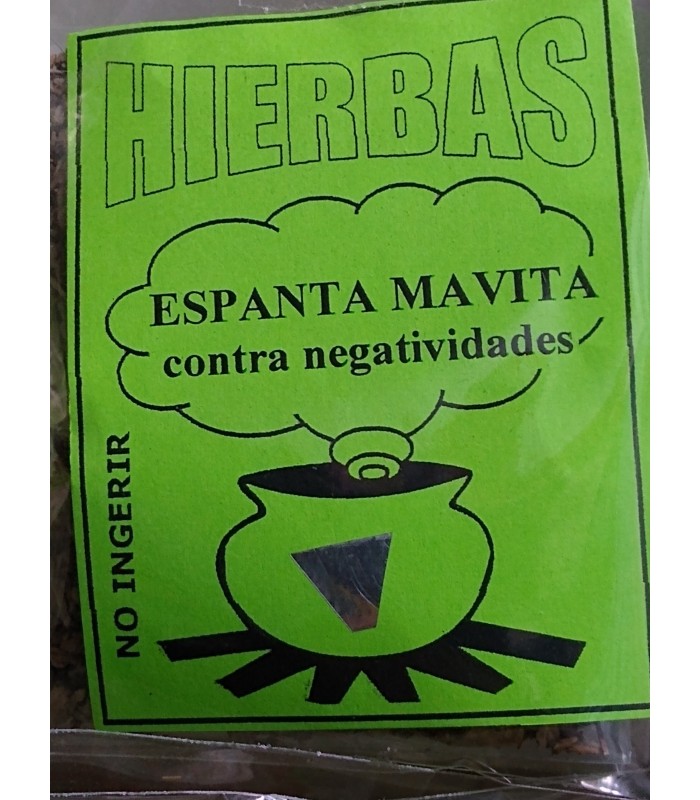 HIERBAS
ESPANTA MAVITA
contra negatividades
NO INGERIR